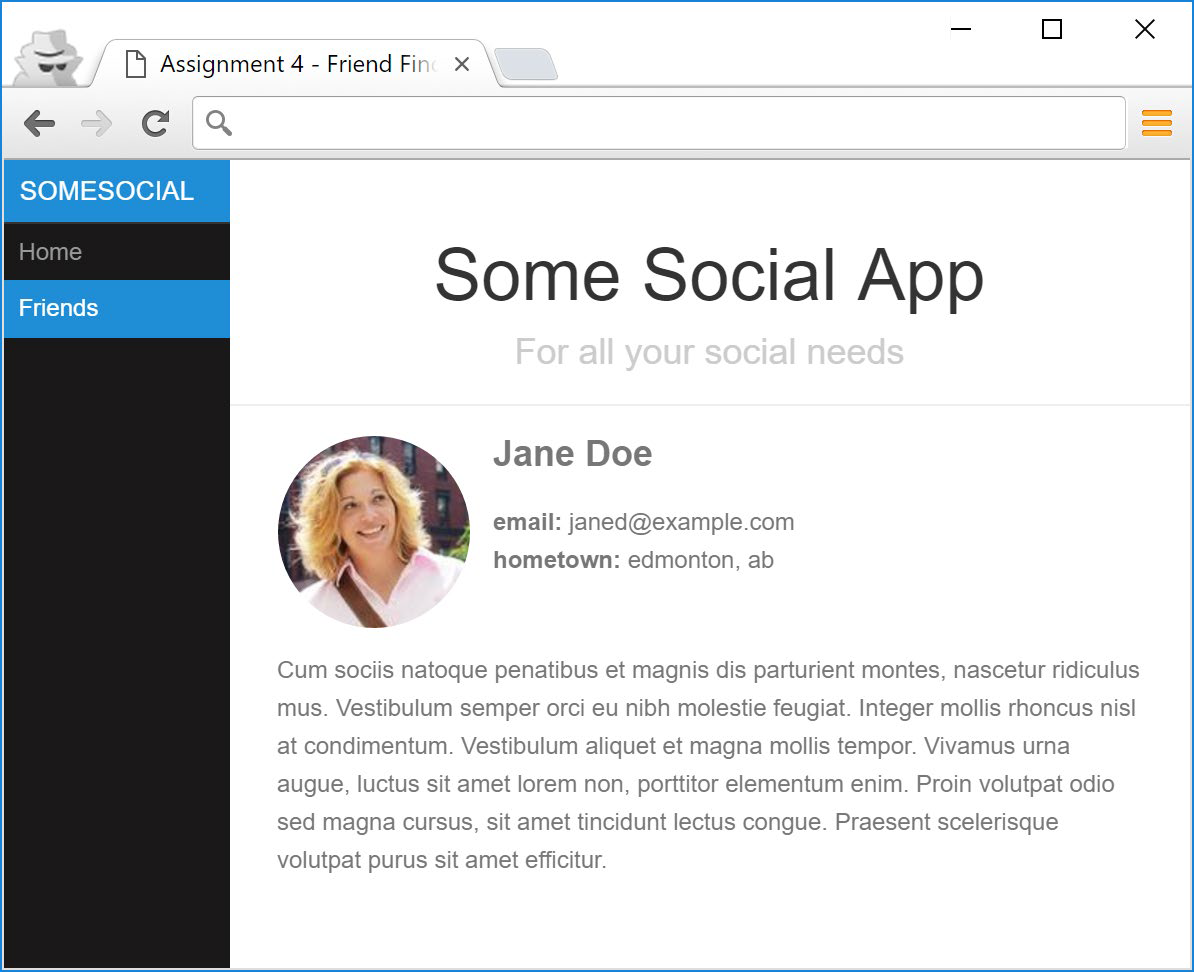 Assignment 4 - Friend Fin
SOMESOCIAL
Home
Friends
Some Social App
For all your social needs
Jane Doe
email: janed@example.com
hometown: edmonton, ab
Cum sociis natoque penatibus et magnis dis parturient montes, nascetur ridiculus
mus. Vestibulum semper orci eu nibh molestie feugiat. Integer mollis rhoncus nisl
at condimentum. Vestibulum aliquet et magna mollis tempor. Vivamus urna
augue, luctus sit amet lorem non, porttitor elementum enim. Proin volutpat odio
sed magna cursus, sit amet tincidunt lectus congue. Praesent scelerisque
volutpat purus sit amet efficitur.